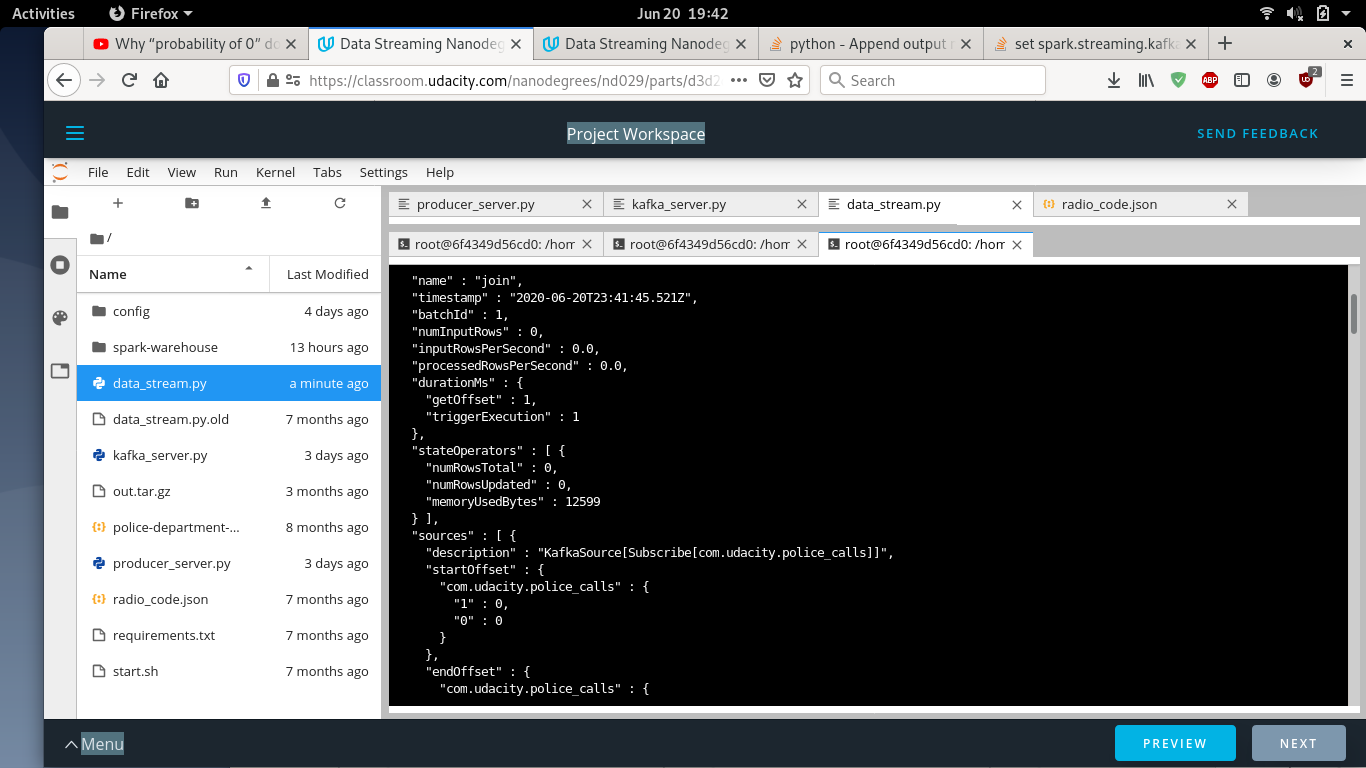 Activities Firefox Jun 20 19:42
Why “probability of 0” do Data Streaming Nanodeg Data Streaming Nanodeg python - Append output r set spark.streaming.kafka
https://classroom.udacity.com/nanodegrees/nd029/parts/d3d2 Search ABP 2
Project Workspace SEND FEEDBACK
File Edit View Run Kernel Tabs Settings Help
producer_server.py kafka_server.py data_stream.py radio_code.json
/
root@6f4349d56cd0: /hom root@6f4349d56cd0: /hom root@6f4349d56cd0: /hom
Name Last Modified
config 4 days ago
spark-warehouse 13 hours ago
data_stream.py a minute ago
data_stream.py.old 7 months ago
kafka_server.py 3 days ago
out.tar.gz 3 months ago
police-department-... 8 months ago
producer_server.py 3 days ago
radio_code.json 7 months ago
requirements.txt 7 months ago
start.sh 7 months ago
"name" : "join",
"timestamp" : "2020-06-20T23:41:45.521Z",
"batchId" : 1,
"numInputRows" : 0,
"inputRowsPerSecond" : 0.0,
"processedRowsPerSecond" : 0.0,
"durationMs" : {
"getOffset" : 1,
"triggerExecution" : 1
},
"stateOperators" : [ {
"numRowsTotal" : 0,
"numRowsUpdated" : 0,
"memoryUsedBytes" : 12599
} ],
"sources" : [ {
"description" : "KafkaSource[Subscribe[com.udacity.police_calls]]",
"startOffset" : {
"com.udacity.police_calls" : {
"1" : 0,
"0" : 0
}
},
"endOffset" : {
"com.udacity.police_calls" : {
Menu PREVIEW NEXT